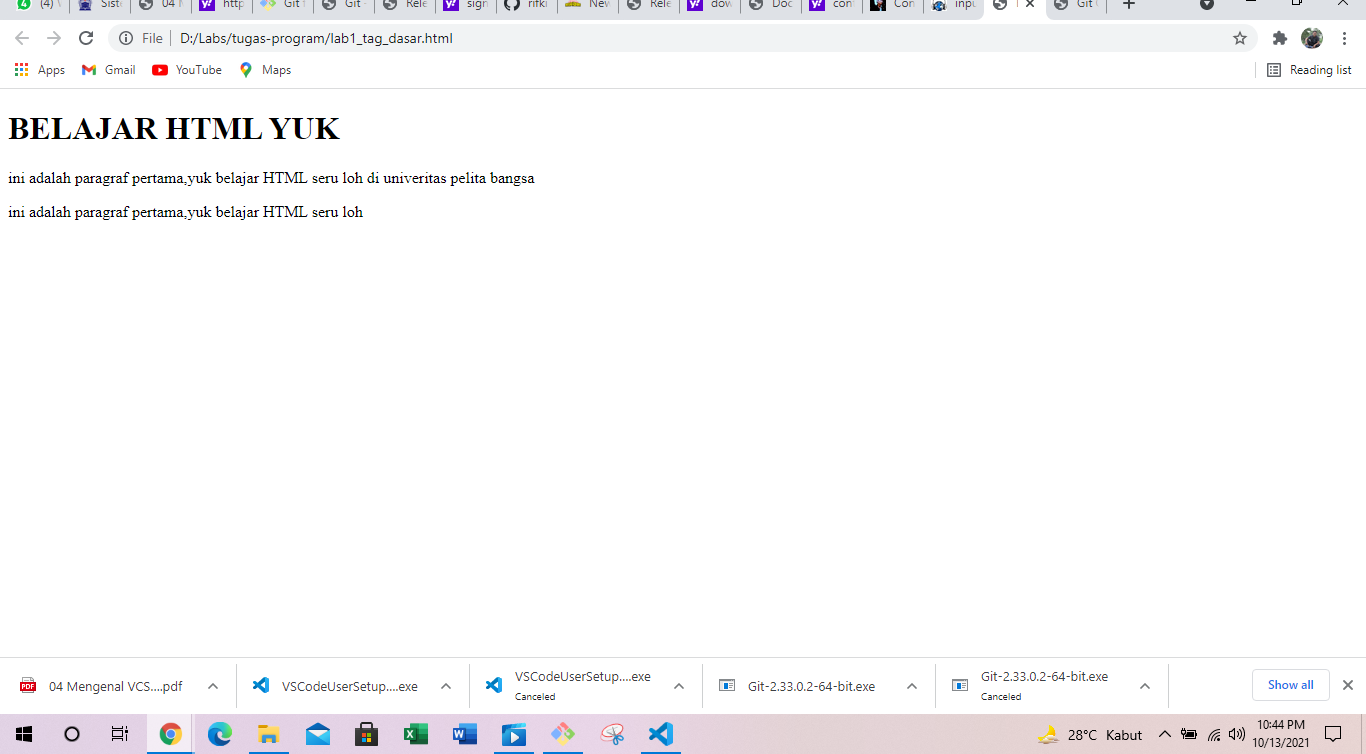 (4)
Sist
04
http
Git
Git
Rele
sign
rifki
New
Rele
dow
Doc
con
Con
inpu
Git
File
D:/Labs/tugas-program/lab1_tag_dasar.html
Apps
Gmail
YouTube
Maps
Reading list
BELAJAR HTML YUK
ini adalah paragraf pertama,yuk belajar HTML seru loh di univeritas pelita bangsa
ini adalah paragraf pertama,yuk belajar HTML seru loh
04 Mengenal VCS....pdf
VSCodeUserSetup....exe
VSCodeUserSetup....exe
Canceled
Git-2.33.0.2-64-bit.exe
Git-2.33.0.2-64-bit.exe
Canceled
Show all
28°C Kabut
10:44 PM
10/13/2021